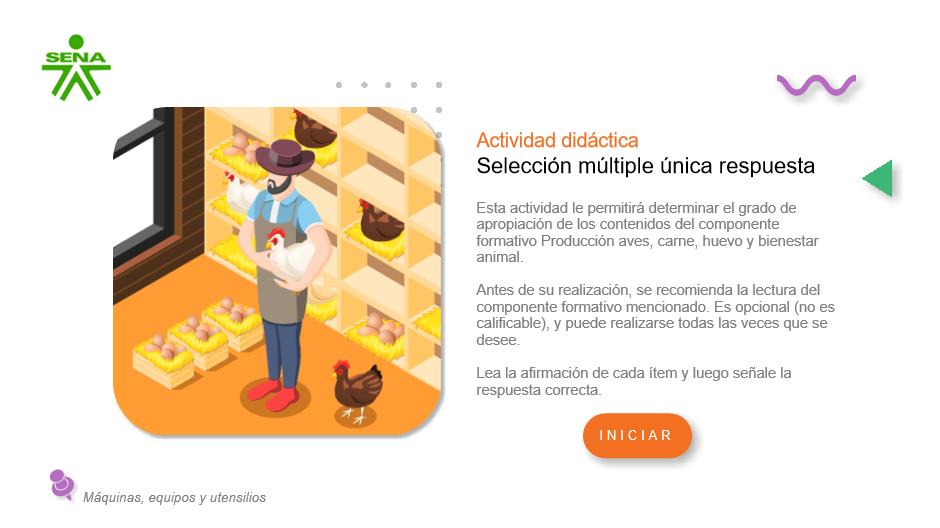 SENA
Actividad didáctica
Selección múltiple única respuesta
Esta actividad le permitirá determinar el grado de
apropiación de los contenidos del componente
formativo Producción aves, carne, huevo y bienestar
animal.
Antes de su realización, se recomienda la lectura del
componente formativo mencionado. Es opcional (no es
calificable), y puede realizarse todas las veces que se
desee.
Lea la afirmación de cada ítem y luego señale la
respuesta correcta.
INICIAR
Máquinas, equipos y utensilios